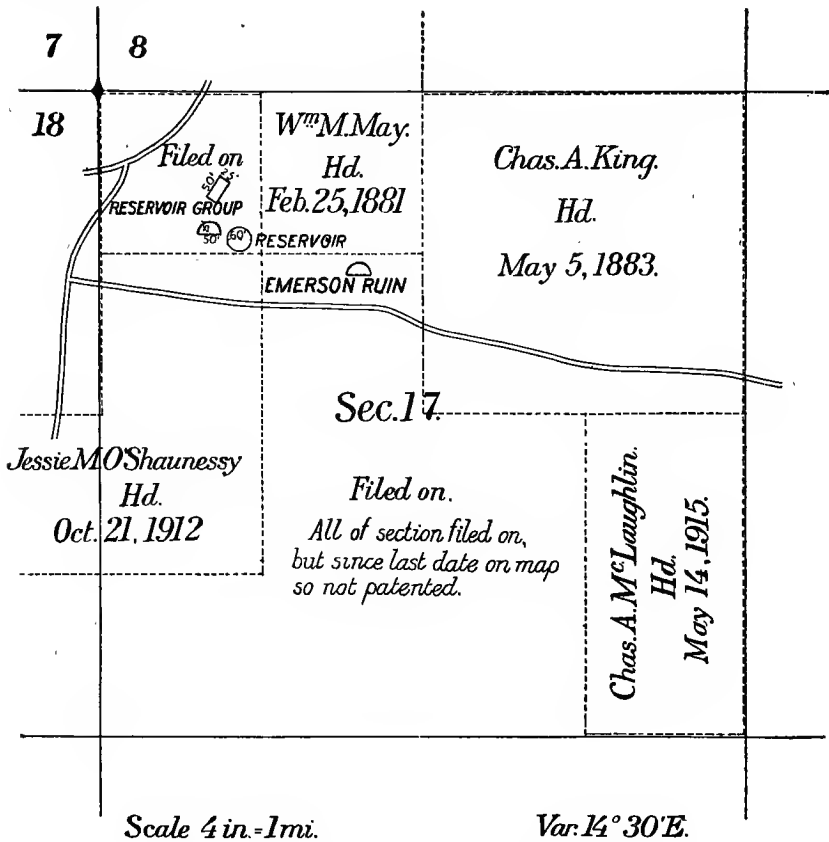 7 8
18
Filed on
50' 25'
RESERVOIR GROUP
50' 60' RESERVOIR
Wm M. May.
Hd.
Feb. 25, 1881
Chas. A. King.
Hd.
May 5, 1883.
EMERSON RUIN
Sec. 17.
Jessie M O'Shaunessy
Hd.
Oct. 21, 1912
Filed on.
All of section filed on,
but since last date on map
so not patented.
Chas. A. McLaughlin.
Hd.
May 14, 1915.
Scale 4 in. = 1 mi.
Var. 14° 30' E.